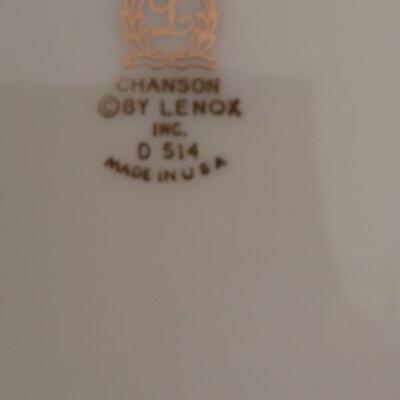 L
CHANSON
©BY LENOX
INC.
D 514
MADE IN U S A